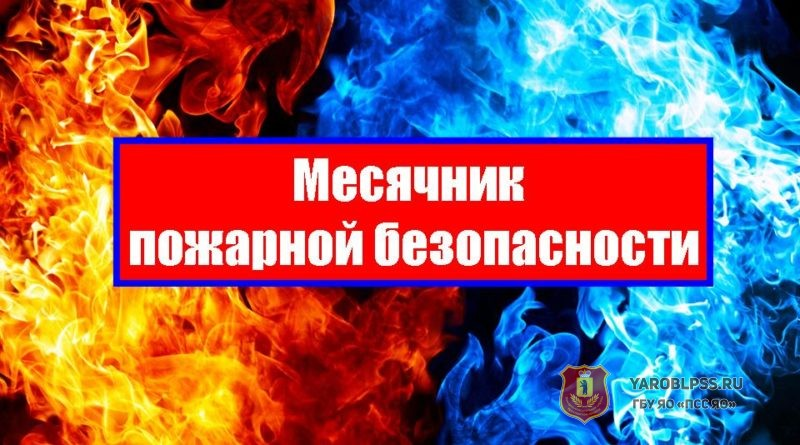 Месячник
пожарной безопасности
YAROBLPSS.RU
ГБУ ЯО «ПСС ЯО»